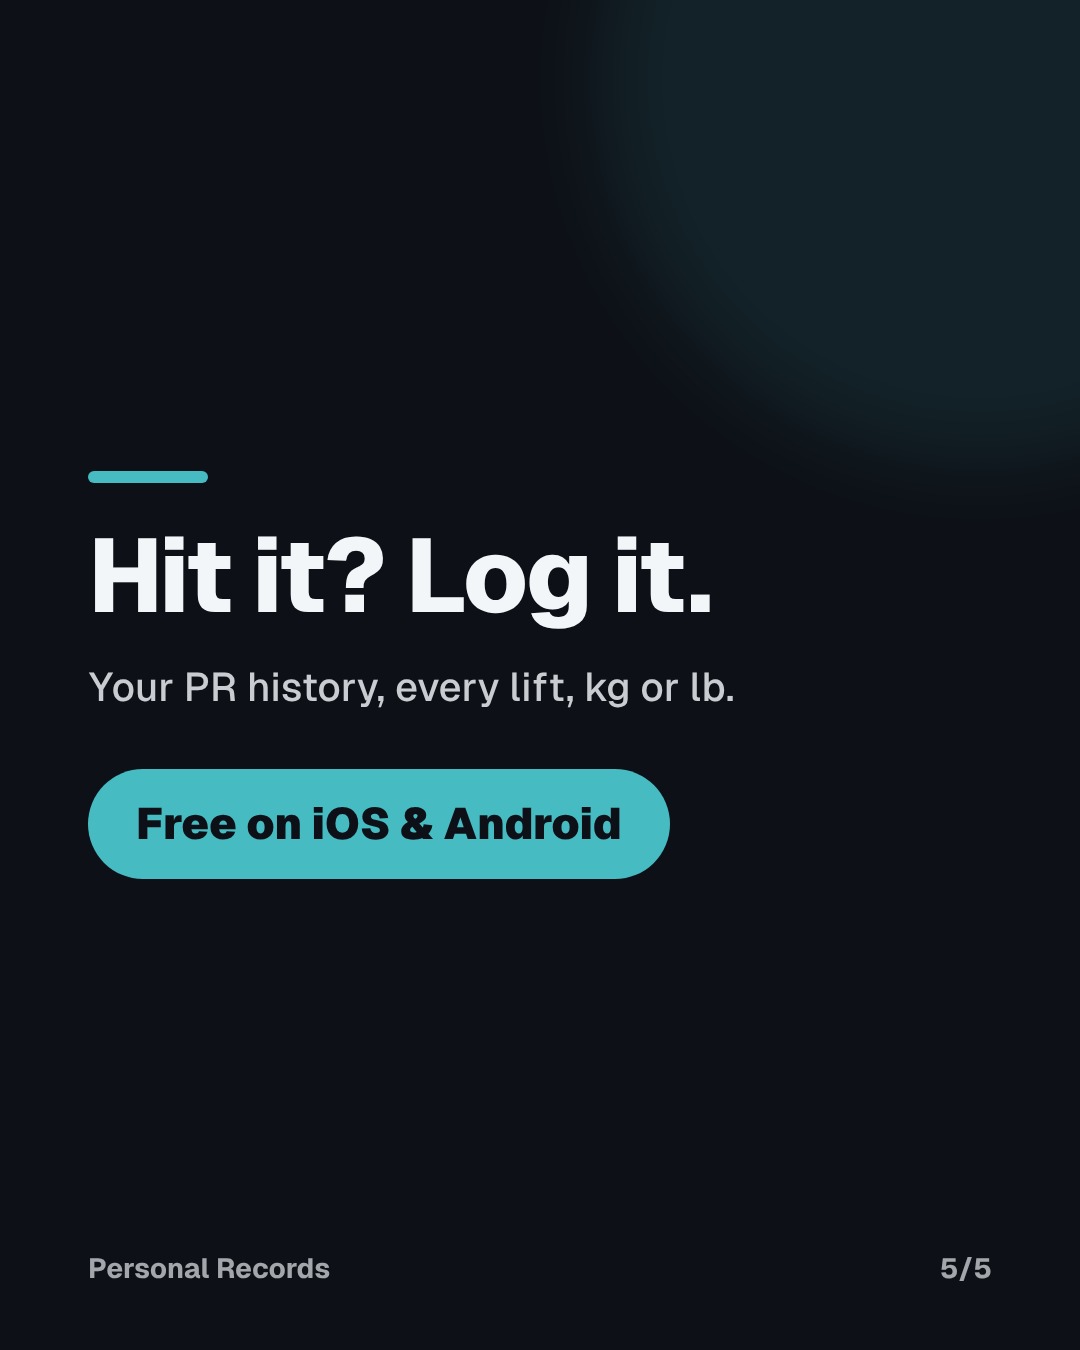 Hit it? Log it.
Your PR history, every lift, kg or lb.
Free on iOS & Android
Personal Records
5/5